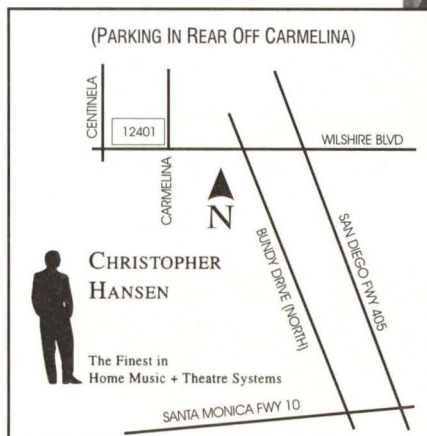 (PARKING IN REAR OFF CARMELINA)
CENTINELA
12401
WILSHIRE BLVD
CARMELINA
N
BUNDY DRIVE (NORTH)
SAN DIEGO FWY 405
CHRISTOPHER
HANSEN
The Finest in
Home Music + Theatre Systems
SANTA MONICA FWY 10